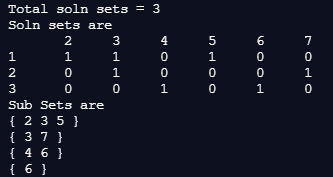 Total soln sets = 3
Soln sets are
2 3 4 5 6 7
1 1 1 0 1 0 0
2 0 1 0 0 0 1
3 0 0 1 0 1 0
Sub Sets are
{ 2 3 5 }
{ 3 7 }
{ 4 6 }
{ 6 }